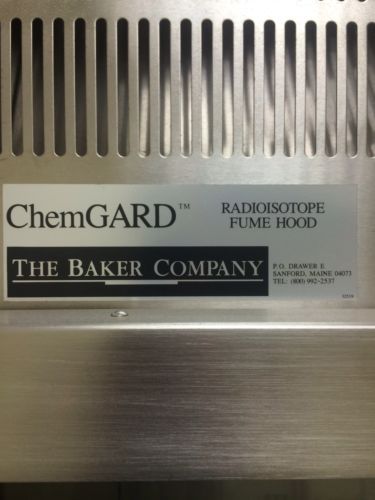 ChemGARD™
RADIOISOTOPE
FUME HOOD
THE BAKER COMPANY
P.O. DRAWER E
SANFORD, MAINE 04073
TEL: (800) 992-2537